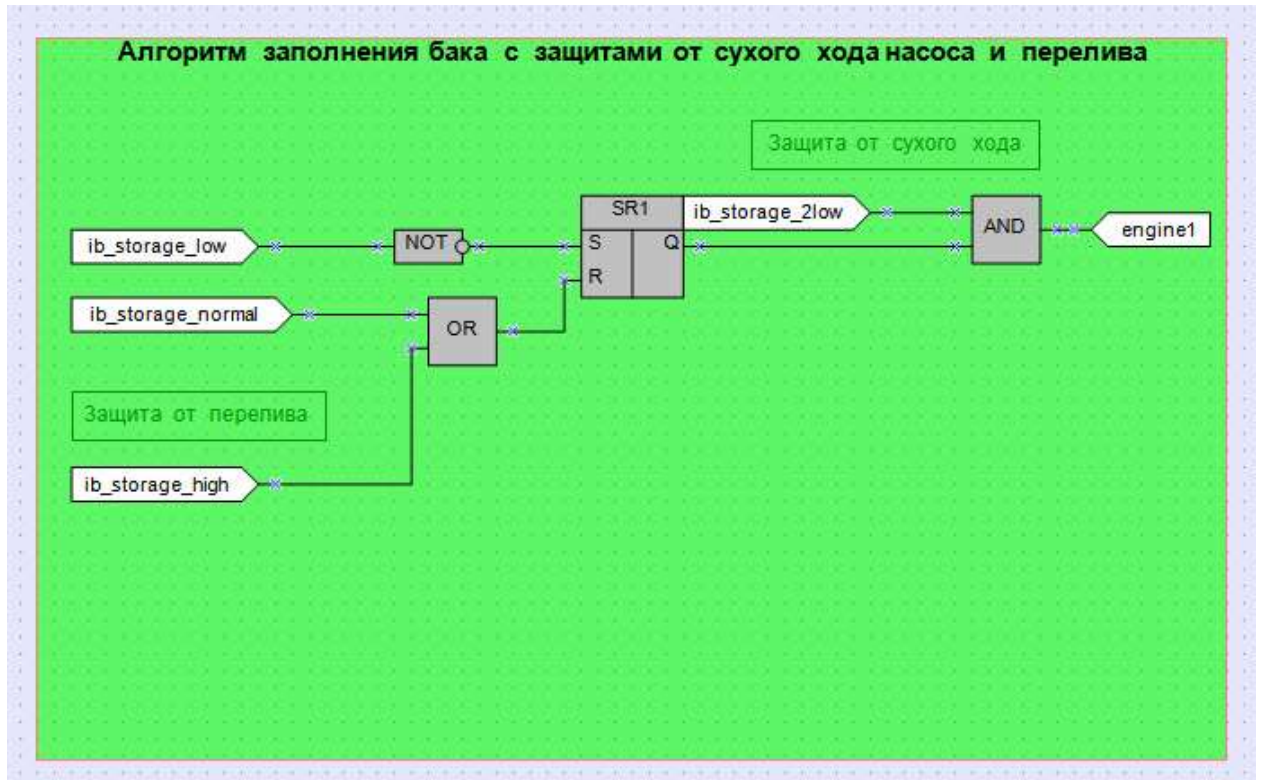 Алгоритм заполнения бака с защитами от сухого хода насоса и перелива
Защита от сухого хода
SR1
ib_storage_2low
ib_storage_low
NOT
S
Q
AND
engine1
R
ib_storage_normal
OR
Защита от перелива
ib_storage_high